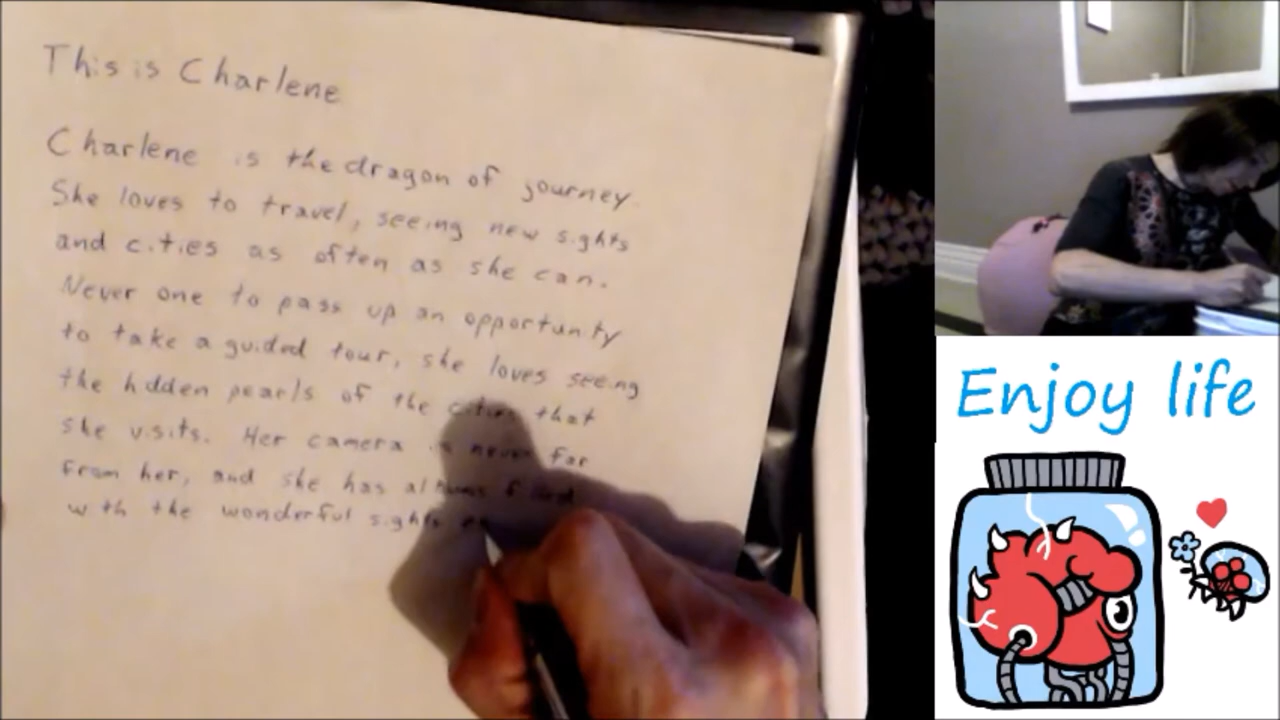 This is Charlene
Charlene is the dragon of journey.
She loves to travel, seeing new sights
and cities as often as she can.
Never one to pass up an opportunity
to take a guided tour, she loves seeing
the hidden pearls of the cities that
she visits. Her camera is never far
from her, and she has albums filled
with the wonderful sights
Enjoy life